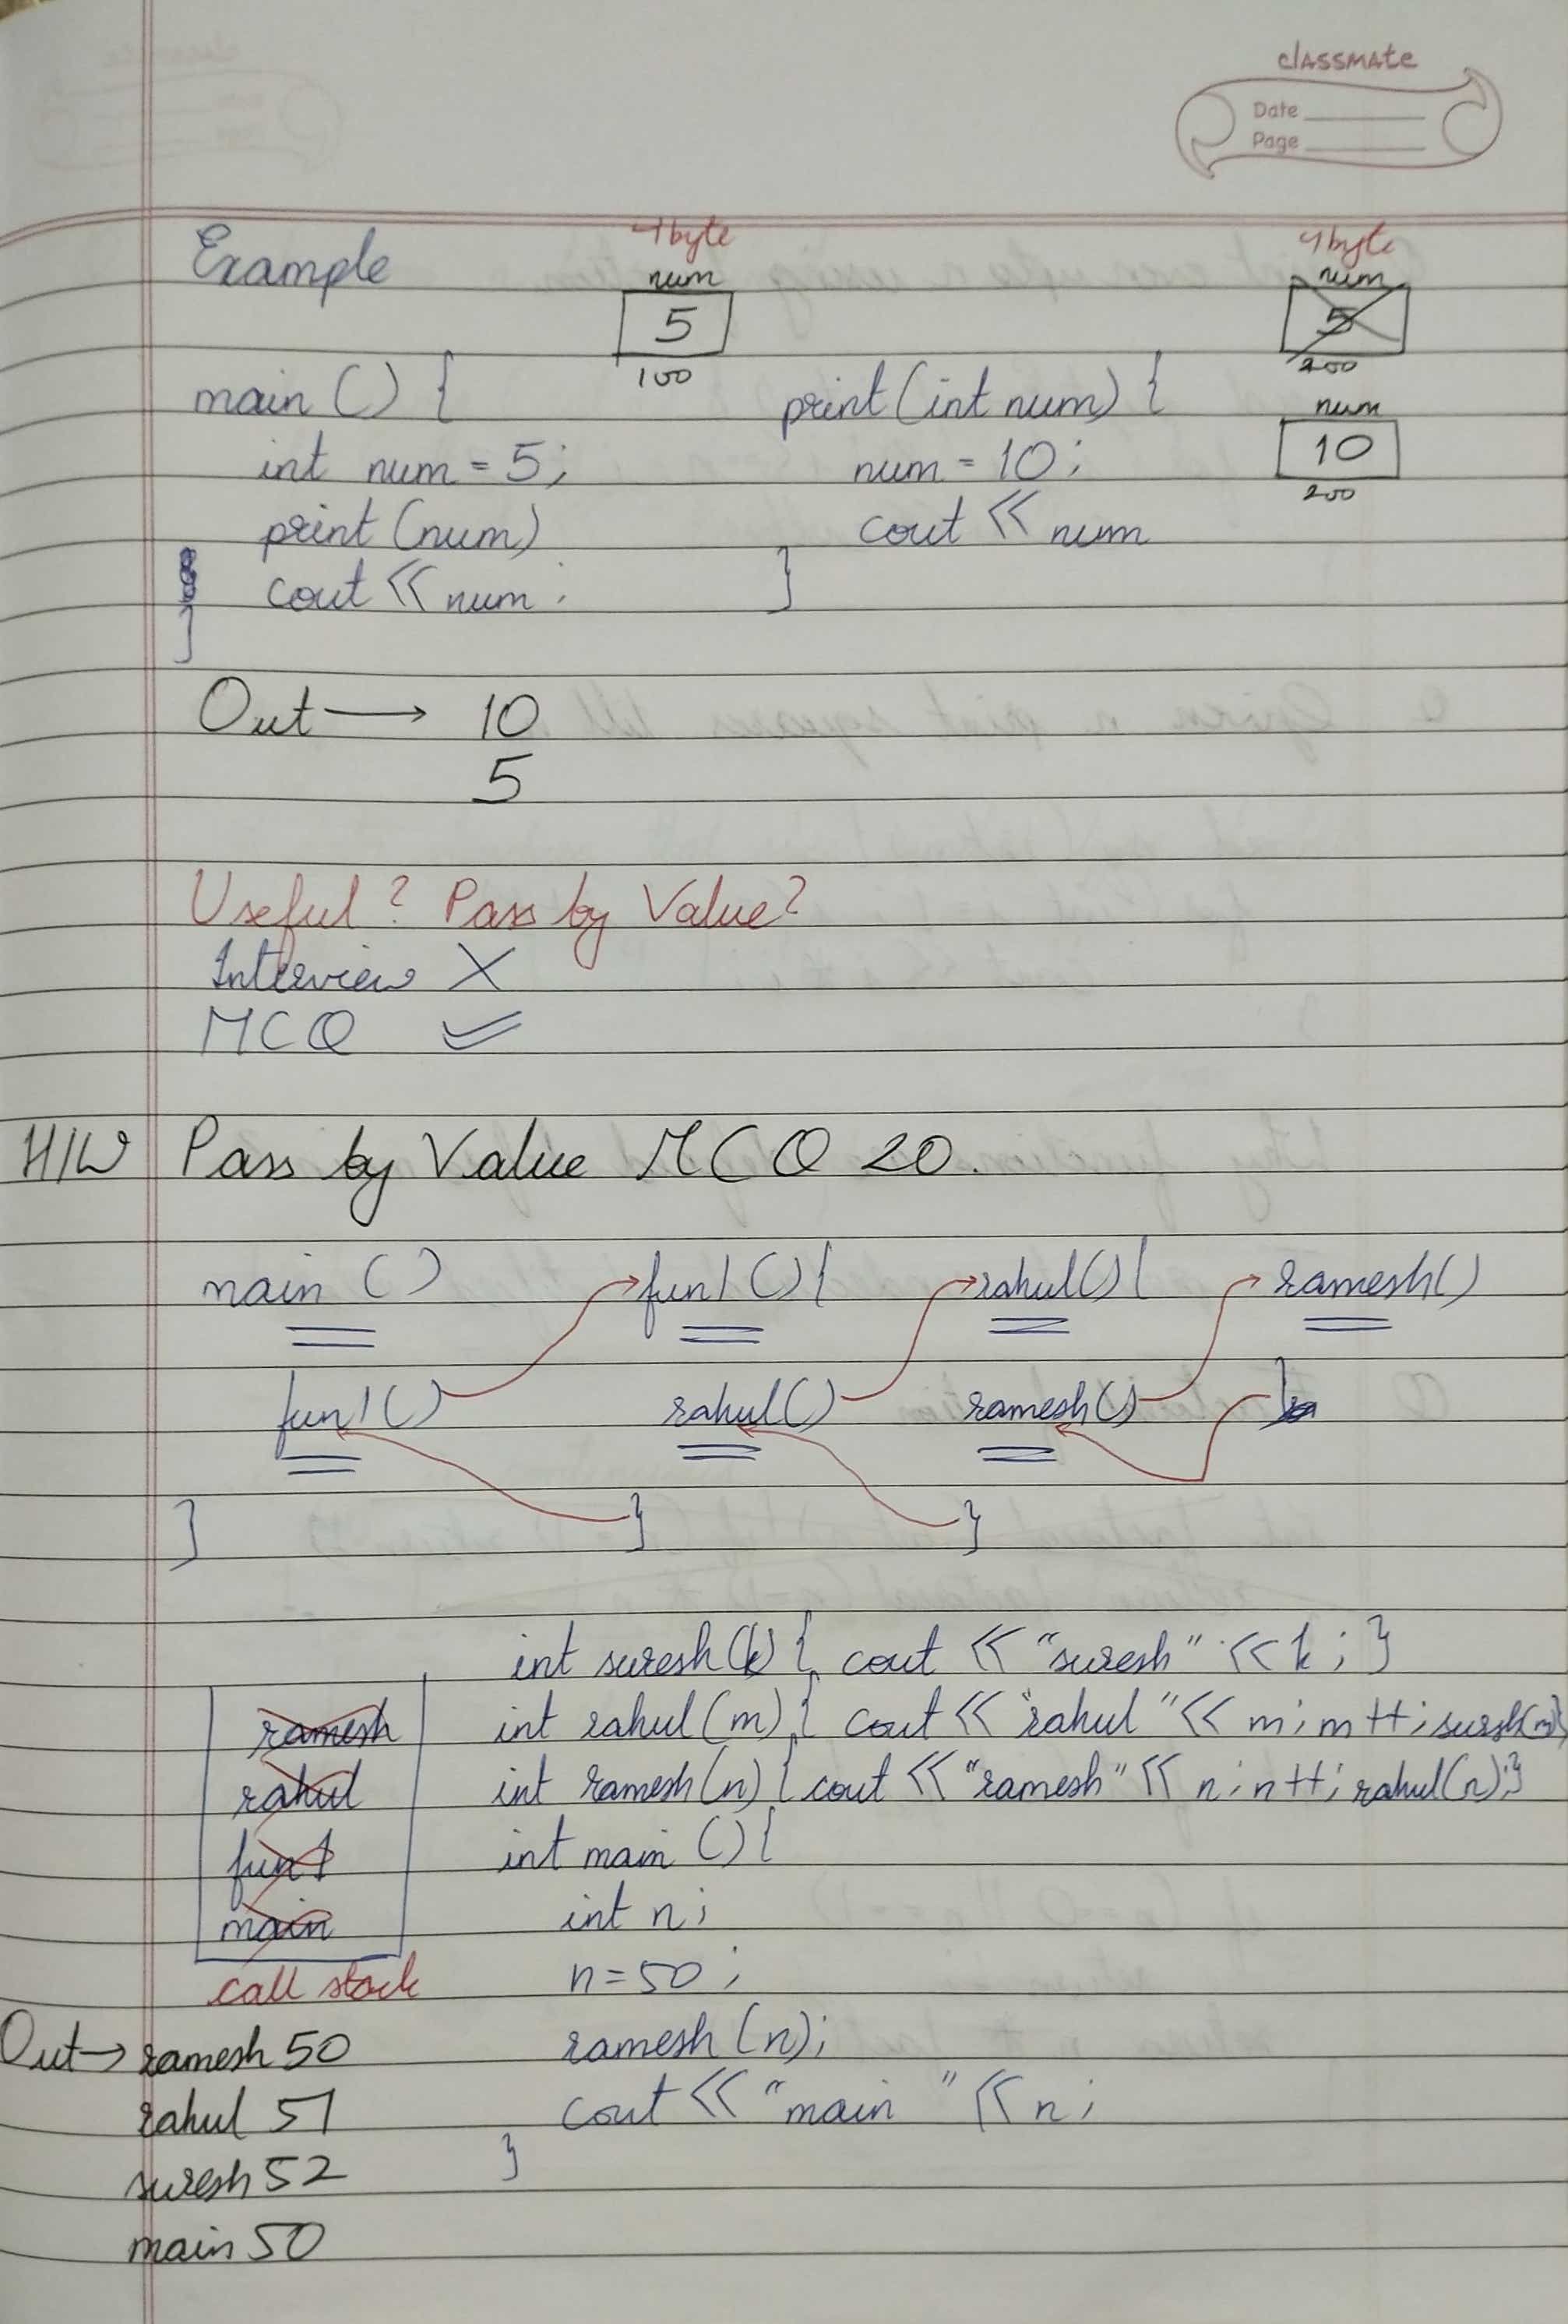 classmate
Date
Page
Example
4byte
num
5
100
4byte
num
5
200
num
10
200
main () {
int num = 5;
print (num)
cout << num;
}
print (int num) {
num = 10;
cout << num
}
Out → 10
5
Useful? Pass by Value?
Interview X
MCQ ✓
H/W Pass by Value MCQ 20.
main () fun1 () { rahul() { ramesh()
fun1 () rahul() ramesh()
} } }
int suresh(k) { cout << "suresh" << k ; }
int rahul (m) { cout << "rahul" << m ; m++ ; suresh(m)}
int ramesh(n) { cout << "ramesh" << n ; n++ ; rahul(n); }
int main () {
int n;
n = 50 ;
ramesh (n);
cout << "main " << n ;
}
ramesh
rahul
fun1
main
call stack
Out → ramesh 50
rahul 51
suresh 52
main 50